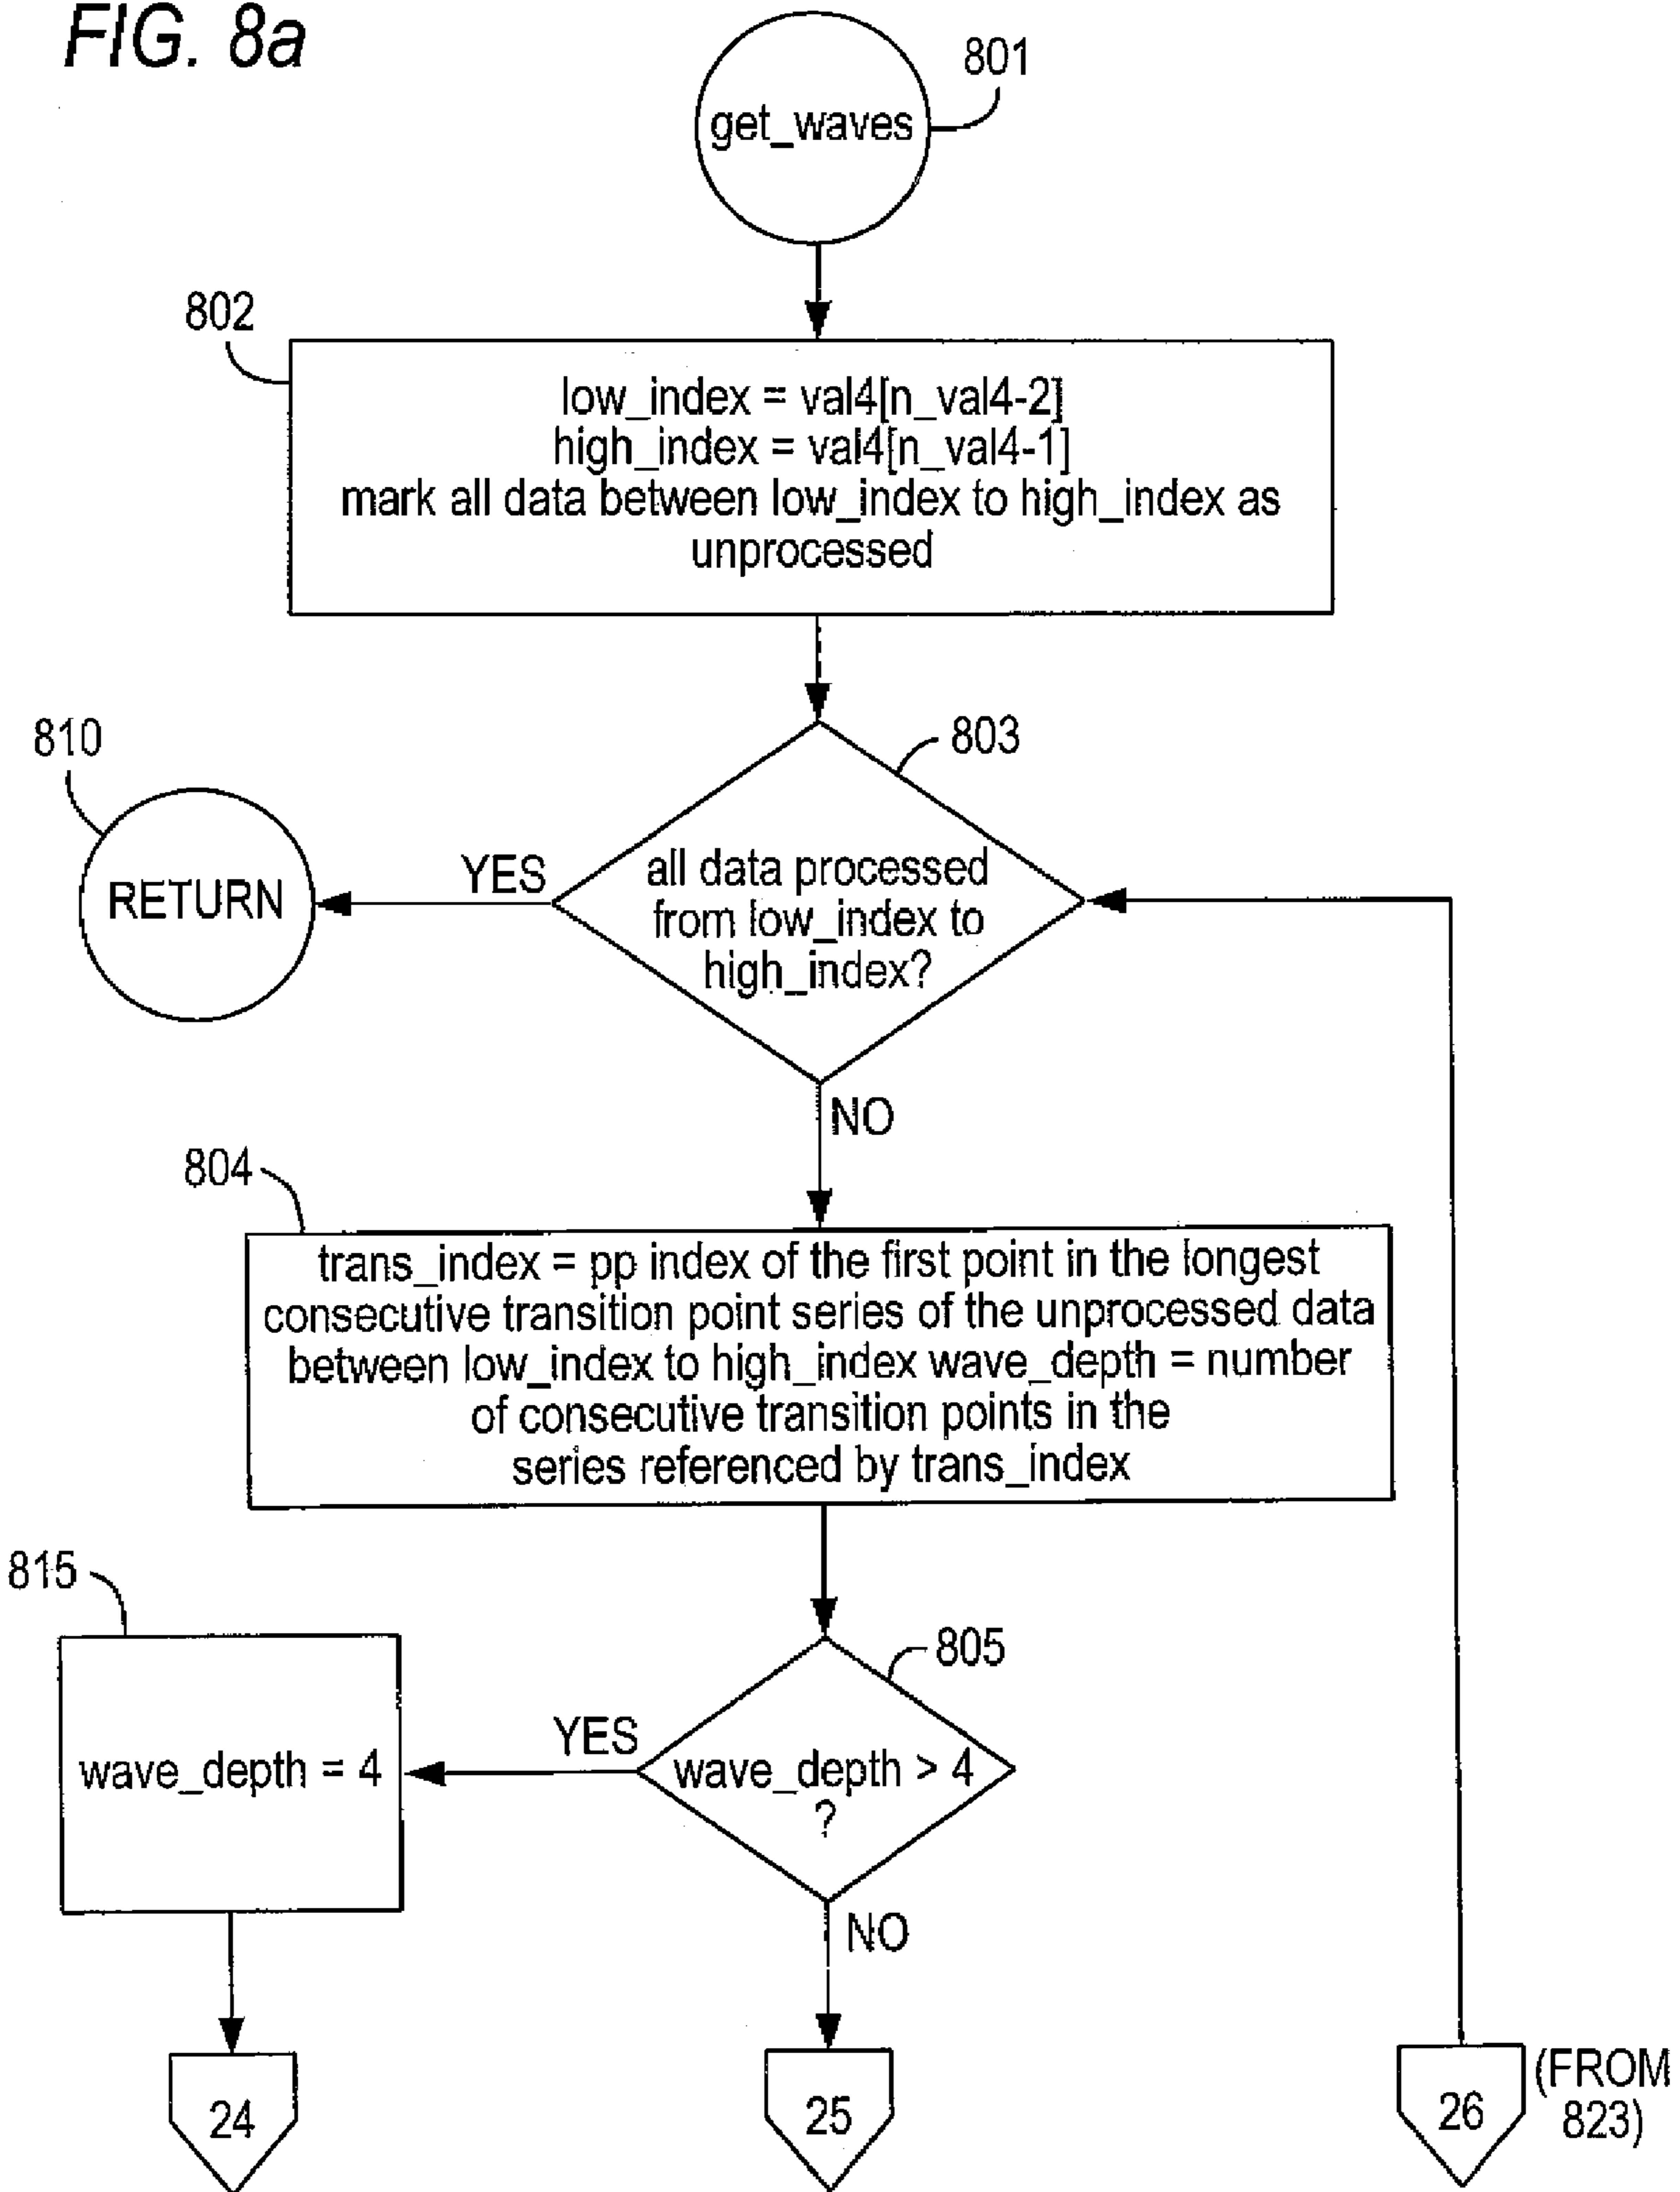 FIG. 8a
801
get_waves
802
low_index = val4[n_val4-2]
high_index = val4[n_val4-1]
mark all data between low_index to high_index as
unprocessed
810
803
RETURN
YES
all data processed
from low_index to
high_index?
NO
804
trans_index = pp index of the first point in the longest
consecutive transition point series of the unprocessed data
between low_index to high_index wave_depth = number
of consecutive transition points in the
series referenced by trans_index
815
805
wave_depth = 4
YES
wave_depth > 4
?
NO
24
25
26
(FROM
823)